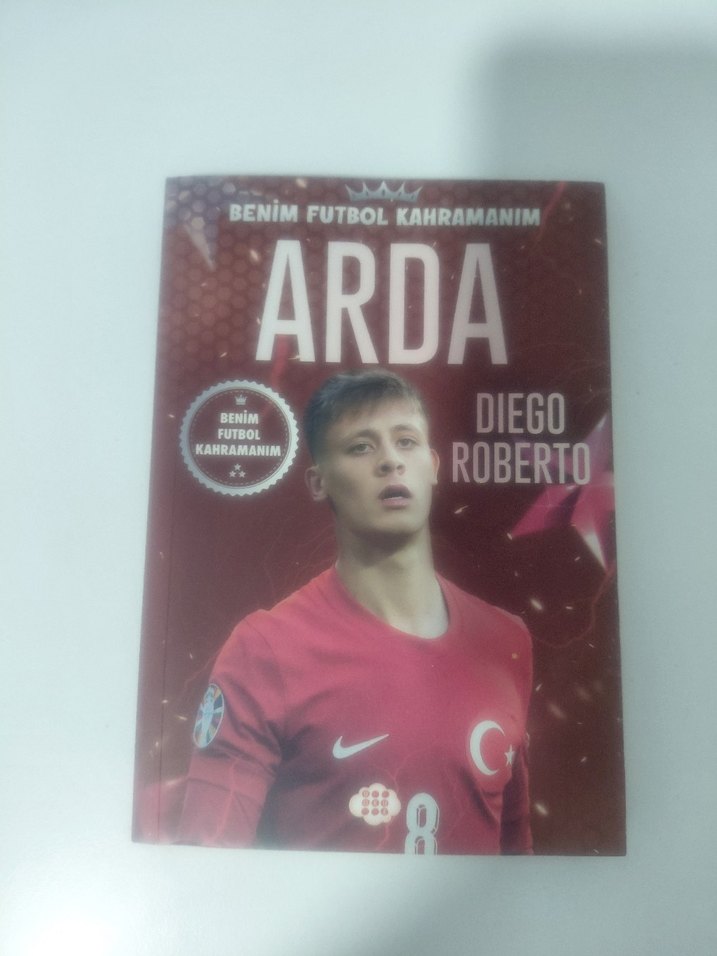 BENİM FUTBOL KAHRAMANIM
ARDA
DIEGO
ROBERTO
BENİM
FUTBOL
KAHRAMANIM
8